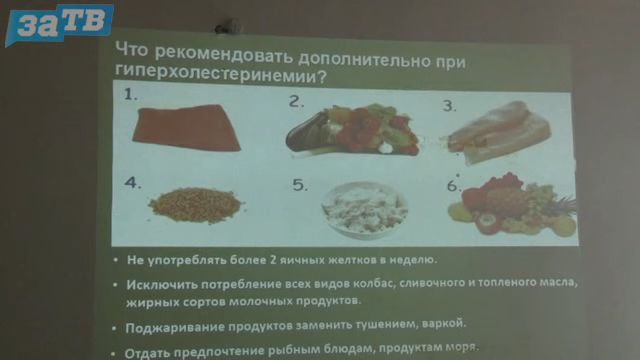 заТВ
Что рекомендовать дополнительно при
гиперхолестеринемии?
1.
2.
3.
4.
5.
6.
• Не употреблять более 2 яичных желтков в неделю.
• Исключить потребление всех видов колбас, сливочного и топленого масла,
жирных сортов молочных продуктов.
• Поджаривание продуктов заменить тушением, варкой.
• Отдать предпочтение рыбным блюдам, продуктам моря.